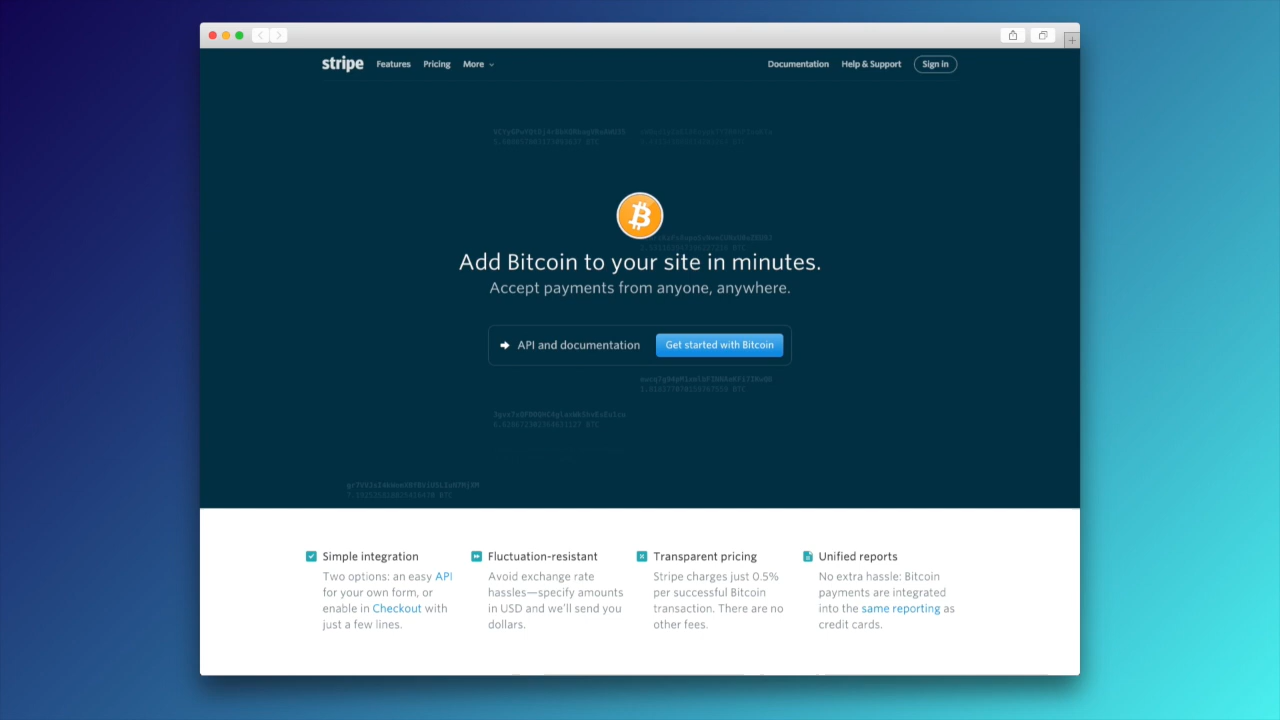 stripe Features Pricing More Documentation Help & Support Sign in
Add Bitcoin to your site in minutes.
Accept payments from anyone, anywhere.
API and documentation Get started with Bitcoin
Simple integration
Two options: an easy API
for your own form, or
enable in Checkout with
just a few lines.
Fluctuation-resistant
Avoid exchange rate
hassles—specify amounts
in USD and we'll send you
dollars.
Transparent pricing
Stripe charges just 0.5%
per successful Bitcoin
transaction. There are no
other fees.
Unified reports
No extra hassle: Bitcoin
payments are integrated
into the same reporting as
credit cards.